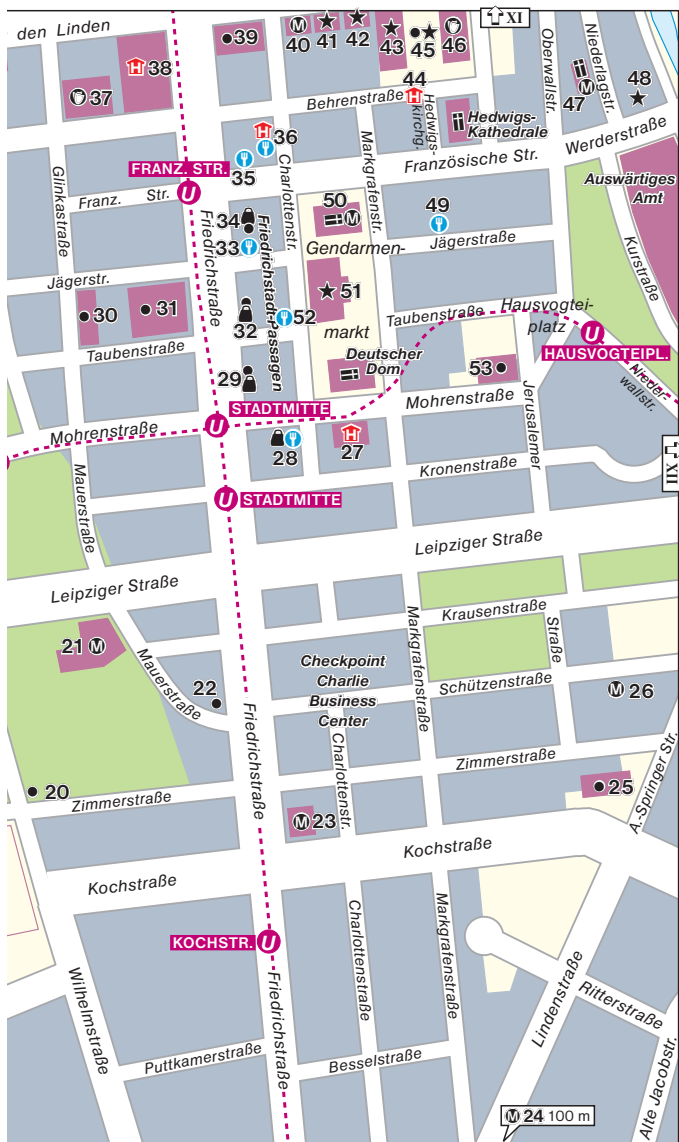 den Linden
39
M
40
41
42
43
45
46
XI
38
37
44
Behrenstraße
Hedwigs-
kirchg.
Hedwigs-
Kathedrale
Oberwallstr.
Niederlagstr.
47
M
48
Werderstraße
36
35
Französische Str.
Auswärtiges
Amt
FRANZ. STR.
U
Franz. Str.
Glinkastraße
Charlottenstr.
Markgrafenstr.
50
M
49
34
33
Gendarmen-
Jägerstraße
Kurstraße
Friedrichstraße
Friedrichstadt-Passagen
Jägerstr.
30
31
32
52
51
markt
Taubenstraße
Hausvogtei-
platz
U
HAUSVOGTEIPL.
Taubenstraße
29
Deutscher
Dom
53
Nieder-
wallstr.
STADTMITTE
U
Mohrenstraße
Mohrenstraße
Jerusalemer
28
27
XII
Kronenstraße
Mauerstraße
U
STADTMITTE
Leipziger Straße
Leipziger Straße
Krausenstraße
Markgrafenstraße
Straße
21
M
Mauerstraße
22
Checkpoint
Charlie
Business
Center
Schützenstraße
M
26
Friedrichstraße
Charlottenstr.
20
Zimmerstraße
Zimmerstraße
25
A.-Springer Str.
M
23
Kochstraße
Kochstraße
KOCHSTR.
U
Charlottenstraße
Markgrafenstraße
Wilhelmstraße
Friedrichstraße
Lindenstraße
Ritterstraße
Puttkamerstraße
Besselstraße
Alte Jacobstr.
M 24 100 m